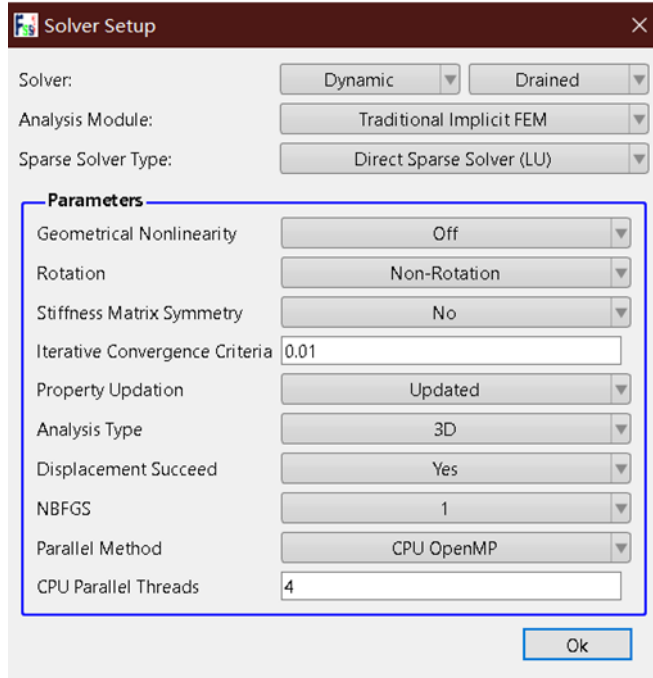 Solver Setup
Solver: Dynamic Drained
Analysis Module: Traditional Implicit FEM
Sparse Solver Type: Direct Sparse Solver (LU)
Parameters
Geometrical Nonlinearity Off
Rotation Non-Rotation
Stiffness Matrix Symmetry No
Iterative Convergence Criteria 0.01
Property Updation Updated
Analysis Type 3D
Displacement Succeed Yes
NBFGS 1
Parallel Method CPU OpenMP
CPU Parallel Threads 4
Ok